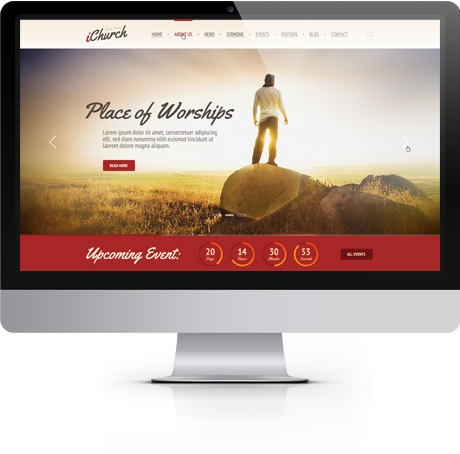 iChurch
HOME • ABOUT US • NEWS • SERMONS • EVENTS • PASTORS • BLOG • CONTACT
Place of Worships
Lorem ipsum dolor sit amet, consectetuer adipiscing
elit, sed diam nonummy nibham euismod tincidunt ut
laoreet dolore magna aliquam.
READ MORE
Upcoming Event:
20 14 30 53
Days Hours Minutes Seconds
ALL EVENTS